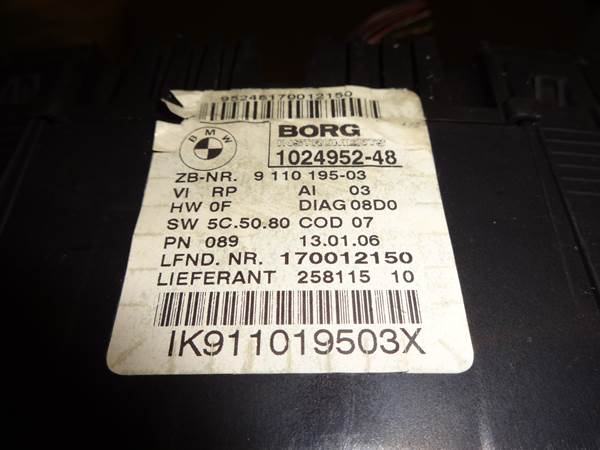 95248170012150
BMW
BORG
INSTRUMENTS
1024952-48
ZB-NR. 9 110 195-03
VI RP AI 03
HW 0F DIAG 08D0
SW 5C.50.80 COD 07
PN 089 13.01.06
LFND. NR. 170012150
LIEFERANT 258115 10
IK911019503X